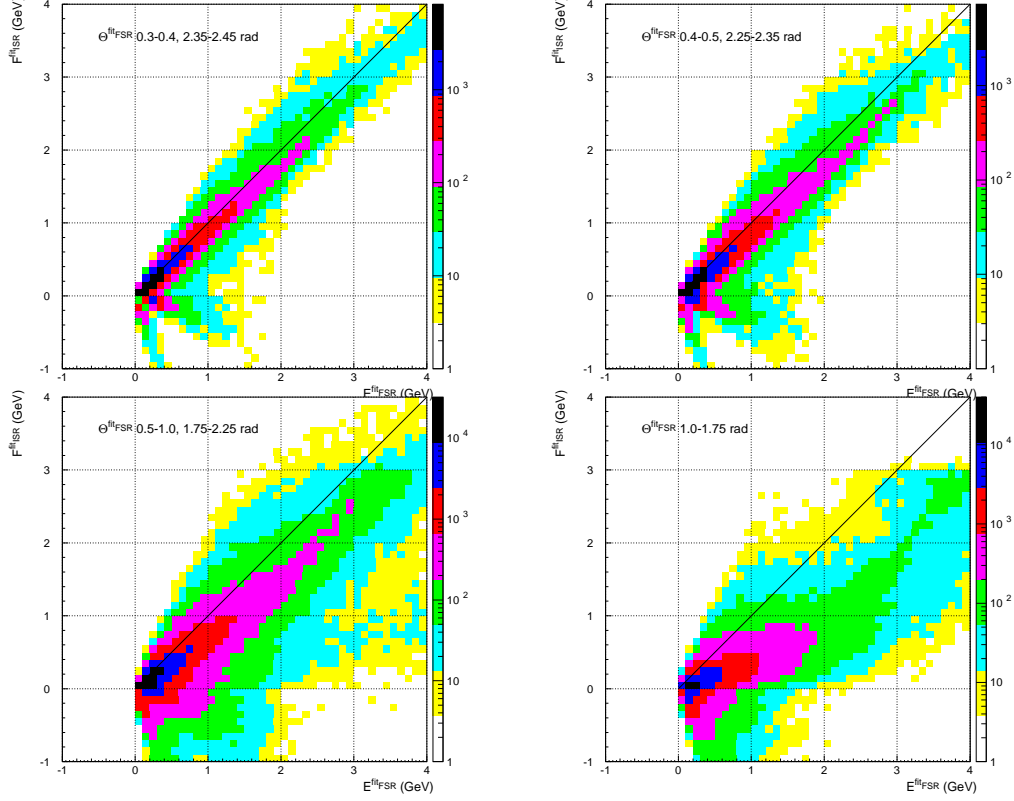 F^fit_ISR (GeV)
Θ^fit_FSR 0.3-0.4, 2.35-2.45 rad
4
3
2
1
0
-1
-1 0 1 2 3 4
E^fit_FSR (GeV)
10^3
10^2
10
1
F^fit_ISR (GeV)
Θ^fit_FSR 0.4-0.5, 2.25-2.35 rad
4
3
2
1
0
-1
-1 0 1 2 3 4
E^fit_FSR (GeV)
10^3
10^2
10
1
F^fit_ISR (GeV)
Θ^fit_FSR 0.5-1.0, 1.75-2.25 rad
4
3
2
1
0
-1
-1 0 1 2 3 4
E^fit_FSR (GeV)
10^4
10^3
10^2
10
1
F^fit_ISR (GeV)
Θ^fit_FSR 1.0-1.75 rad
4
3
2
1
0
-1
-1 0 1 2 3 4
E^fit_FSR (GeV)
10^4
10^3
10^2
10
1